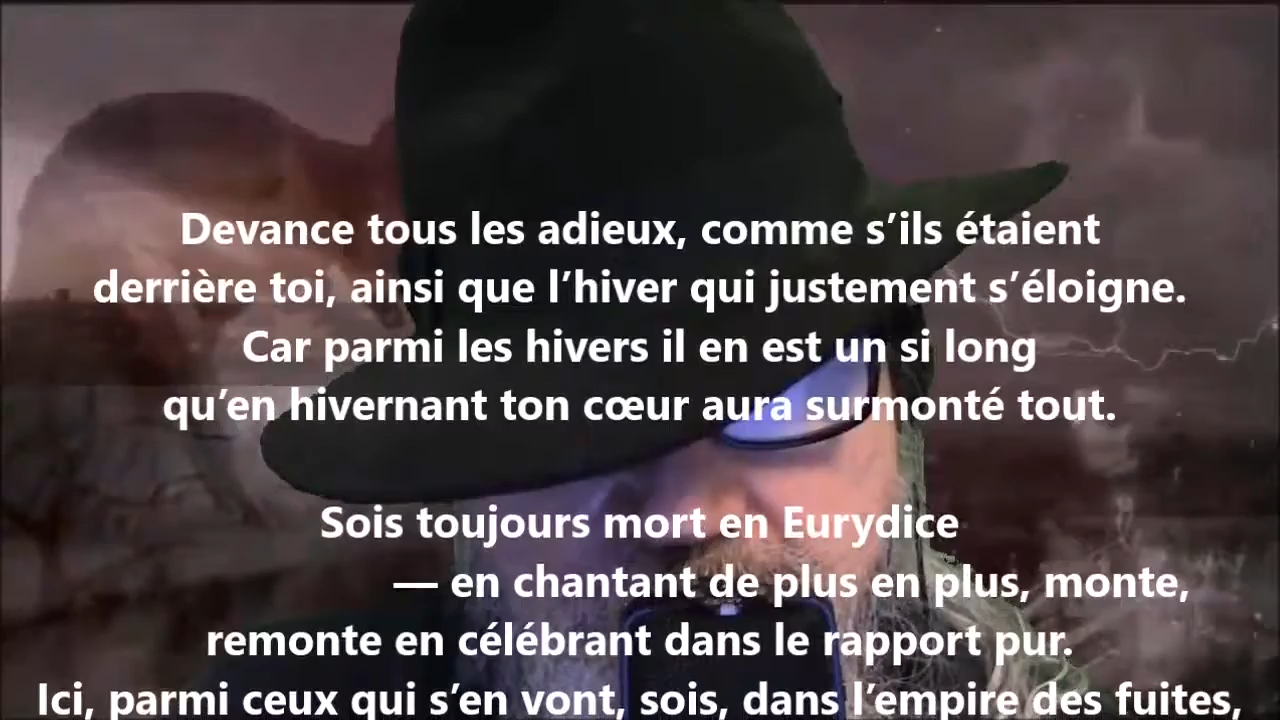 Devance tous les adieux, comme s’ils étaient
derrière toi, ainsi que l’hiver qui justement s’éloigne.
Car parmi les hivers il en est un si long
qu’en hivernant ton cœur aura surmonté tout.
Sois toujours mort en Eurydice
— en chantant de plus en plus, monte,
remonte en célébrant dans le rapport pur.
Ici, parmi ceux qui s’en vont, sois, dans l’empire des fuites,